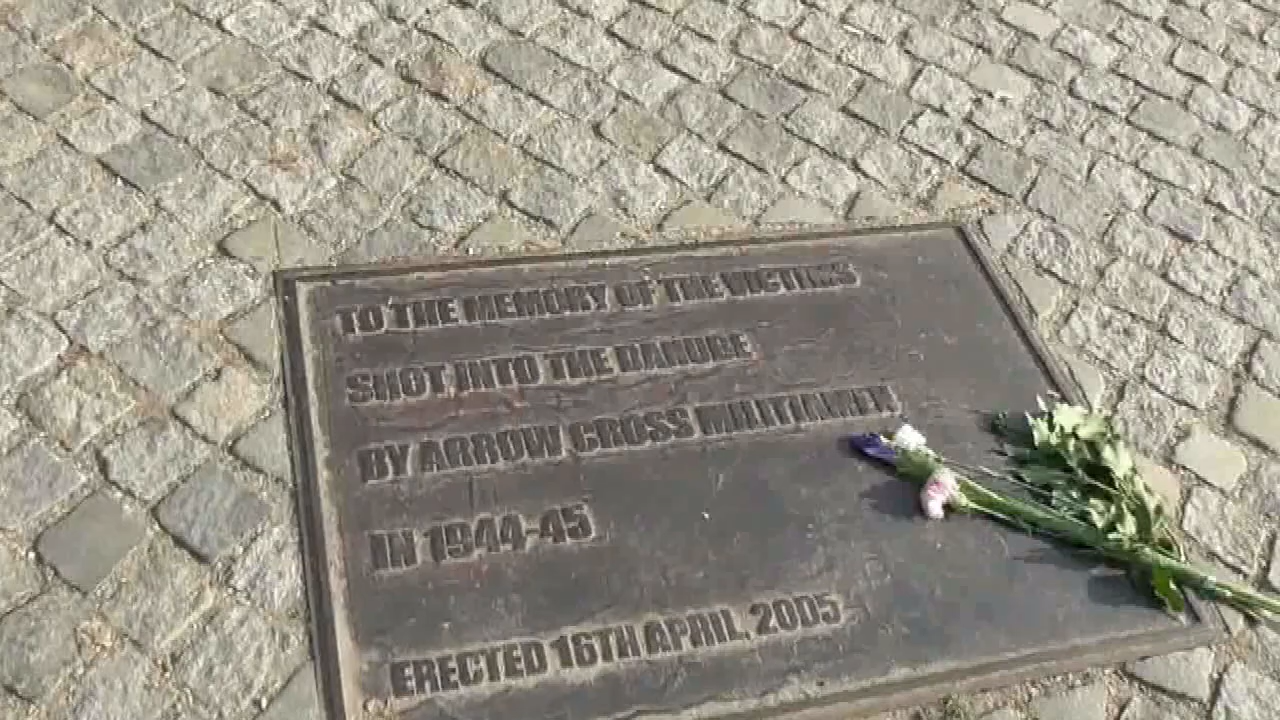 TO THE MEMORY OF THE VICTIMS
SHOT INTO THE DANUBE
BY ARROW CROSS MILITIAMEN
IN 1944-45
ERECTED 16TH APRIL, 2005